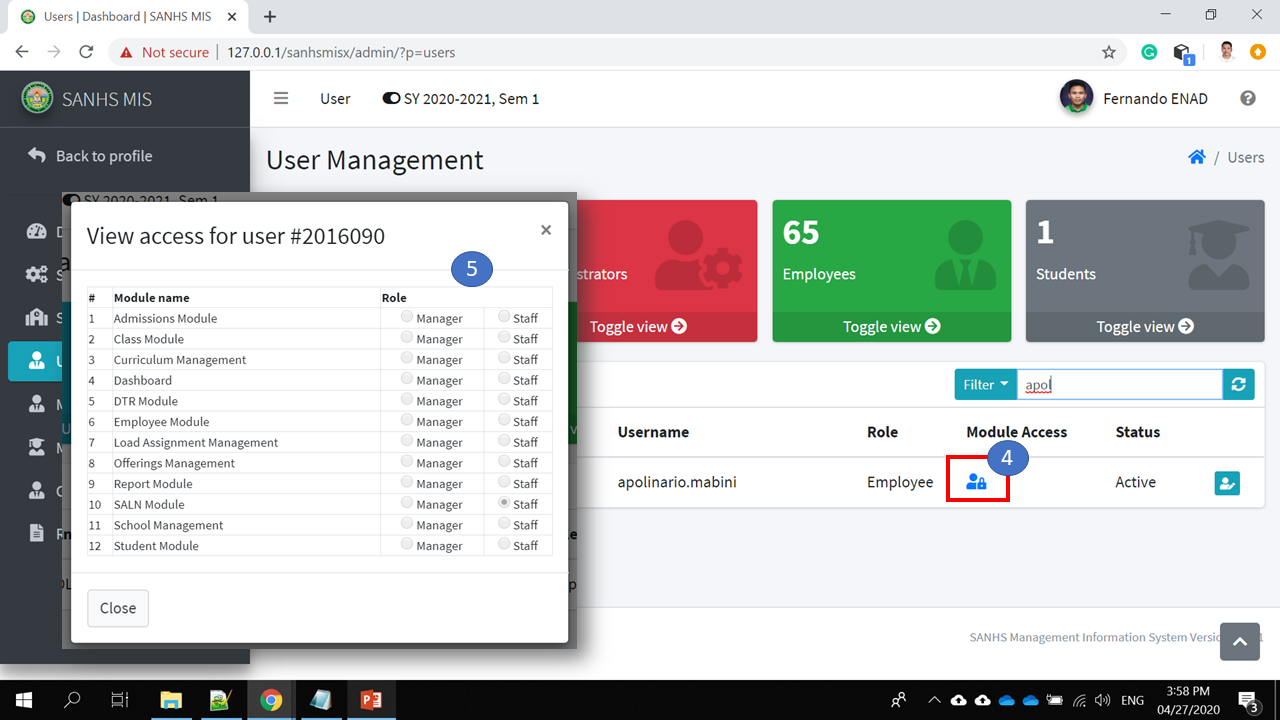 Users | Dashboard | SANHS MIS
Not secure | 127.0.0.1/sanhsmisx/admin/?p=users
1
SANHS MIS
User
SY 2020-2021, Sem 1
Fernando ENAD
Back to profile
User Management
/ Users
SY 2020-2021, Sem 1
View access for user #2016090
×
5
# Module name Role
1 Admissions Module Manager Staff
2 Class Module Manager Staff
3 Curriculum Management Manager Staff
4 Dashboard Manager Staff
5 DTR Module Manager Staff
6 Employee Module Manager Staff
7 Load Assignment Management Manager Staff
8 Offerings Management Manager Staff
9 Report Module Manager Staff
10 SALN Module Manager Staff
11 School Management Manager Staff
12 Student Module Manager Staff
Close
strators
Toggle view
65
Employees
Toggle view
1
Students
Toggle view
Filter
apol
Username Role Module Access Status
4
apolinario.mabini Employee Active
SANHS Management Information System
3:58 PM
ENG
04/27/2020
3